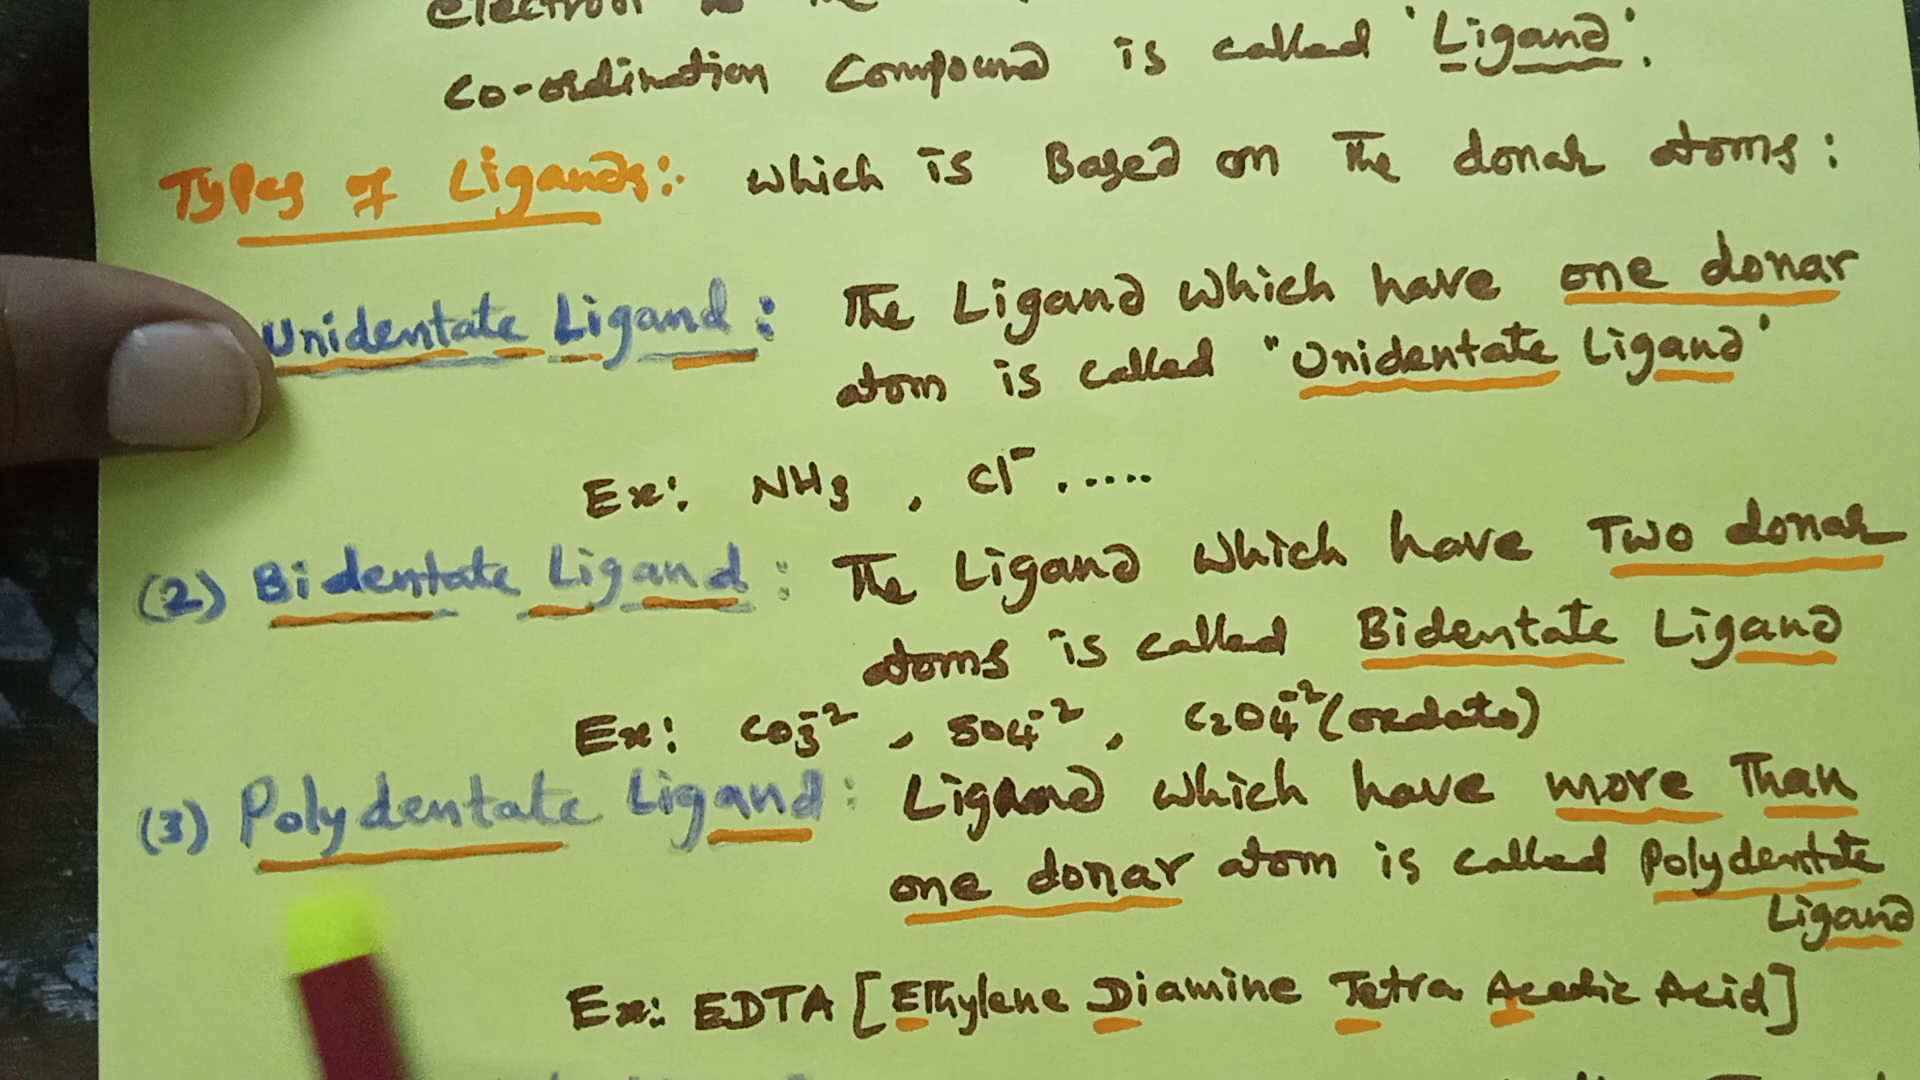 co-ordination compound is called 'Ligand'.
Types of Ligands:- which is Based on The donar atoms:
Unidentate Ligand: The Ligand which have one donar
atom is called "Unidentate Ligand'
Ex: NH3 , Cl⁻ .....
(2) Bidentate Ligand: The Ligand which have Two donar
atoms is called Bidentate Ligand
Ex: CO3⁻² , SO4⁻² , C2O4⁻² (oxalato)
(3) Polydentate Ligand: Ligand which have more Than
one donar atom is called Polydentate
Ligand
Ex:- EDTA [Ethylene Diamine Tetra Acedic Acid]